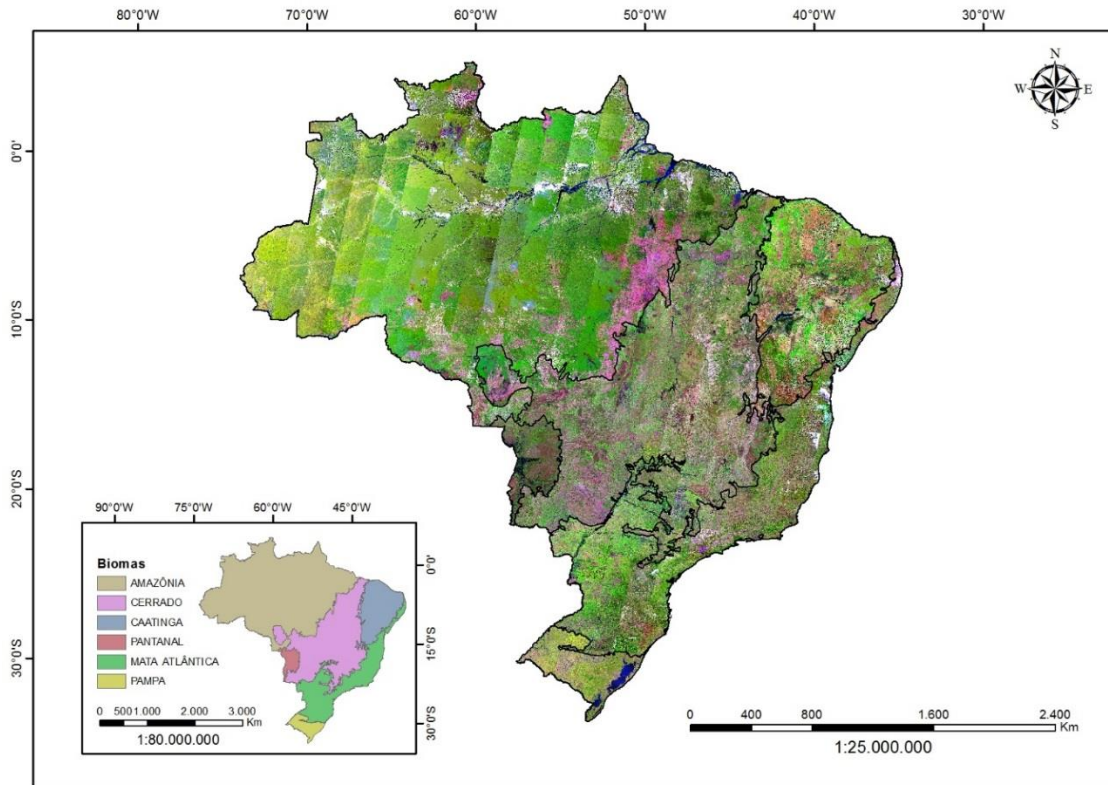 80°0'W 70°0'W 60°0'W 50°0'W 40°0'W 30°0'W
N
W E
S
0°0'
10°0'S
20°0'S
30°0'S
90°0'W 75°0'W 60°0'W 45°0'W
Biomas
AMAZÔNIA
CERRADO
CAATINGA
PANTANAL
MATA ATLÂNTICA
PAMPA
0°0'
15°0'S
30°0'S
0 500 1.000 2.000 3.000
Km
1:80.000.000
0 400 800 1.600 2.400
Km
1:25.000.000